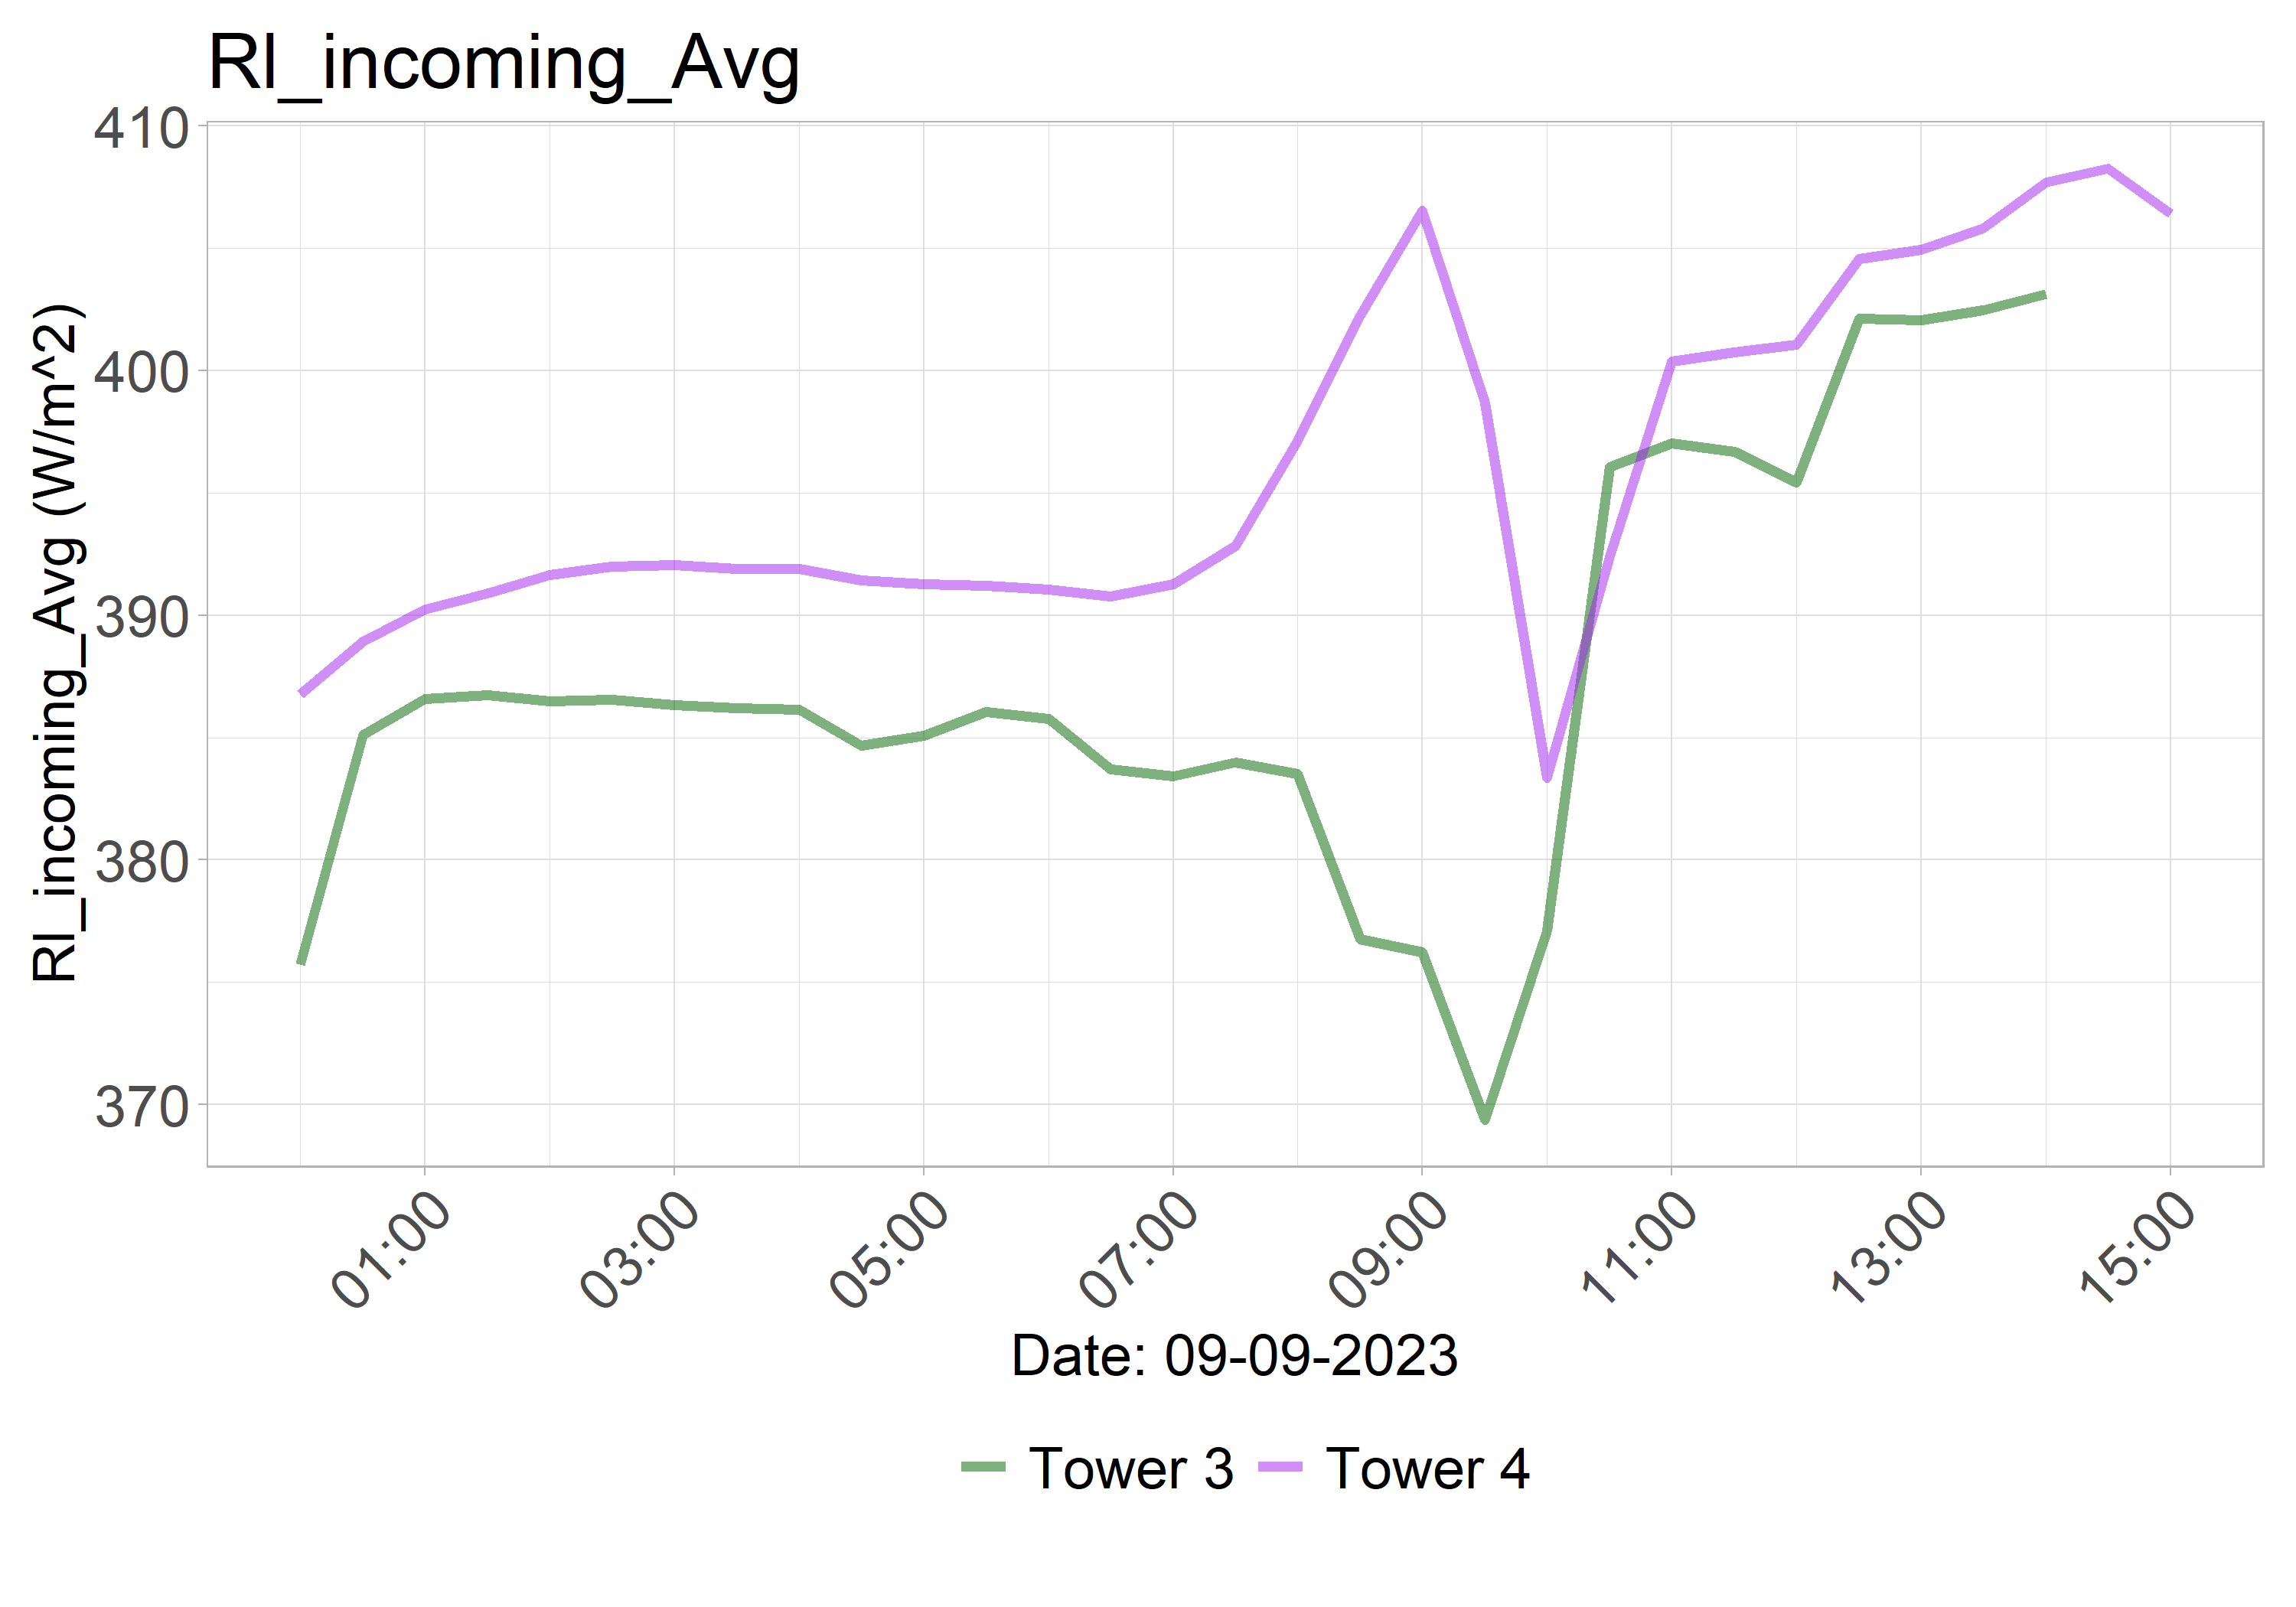 Rl_incoming_Avg
Rl_incoming_Avg (W/m^2)
410
400
390
380
370
01:00 03:00 05:00 07:00 09:00 11:00 13:00 15:00
Date: 09-09-2023
Tower 3 Tower 4